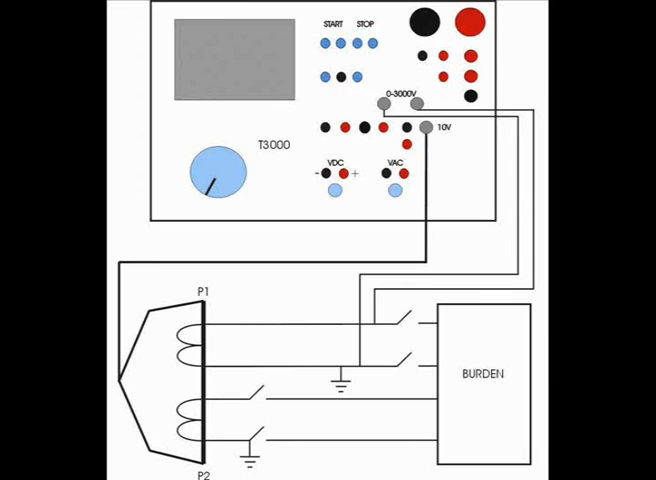 START STOP
0-3000V
10V
T3000
VDC VAC
- +
P1
BURDEN
P2